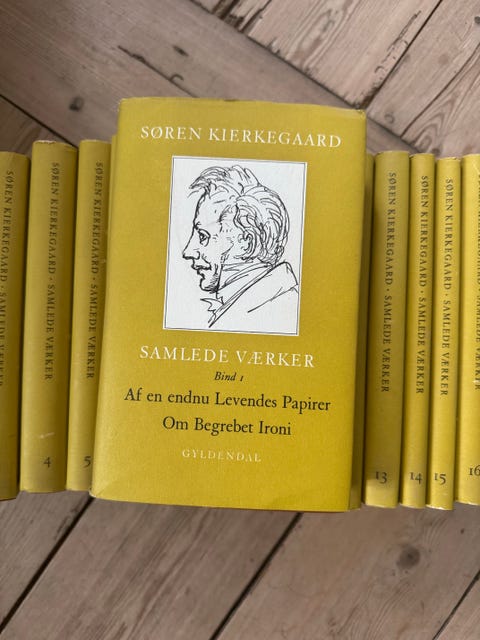 SØREN KIERKEGAARD · SAMLEDE VÆRKER
SØREN KIERKEGAARD · SAMLEDE VÆRKER
4
SØREN KIERKEGAARD · SAMLEDE VÆRKER
5
SØREN KIERKEGAARD
SAMLEDE VÆRKER
Bind 1
Af en endnu Levendes Papirer
Om Begrebet Ironi
GYLDENDAL
SØREN KIERKEGAARD · SAMLEDE VÆRKER
13
SØREN KIERKEGAARD · SAMLEDE VÆRKER
14
SØREN KIERKEGAARD · SAMLEDE VÆRKER
15
SAMLEDE VÆRKER
16